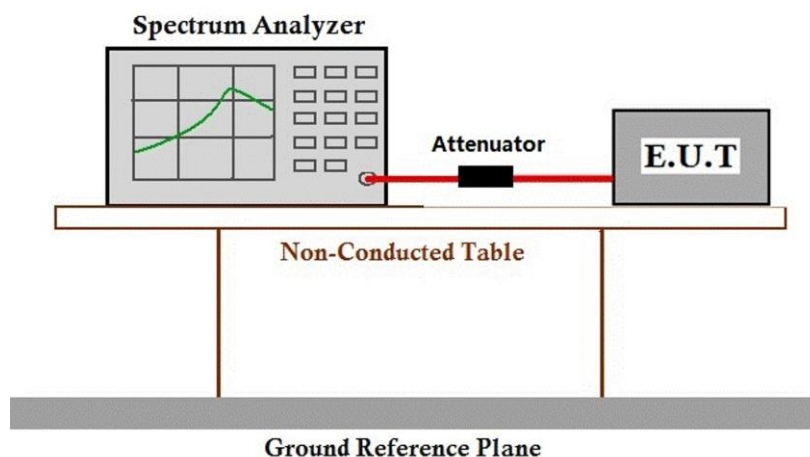 Spectrum Analyzer
Attenuator
E.U.T
Non-Conducted Table
Ground Reference Plane